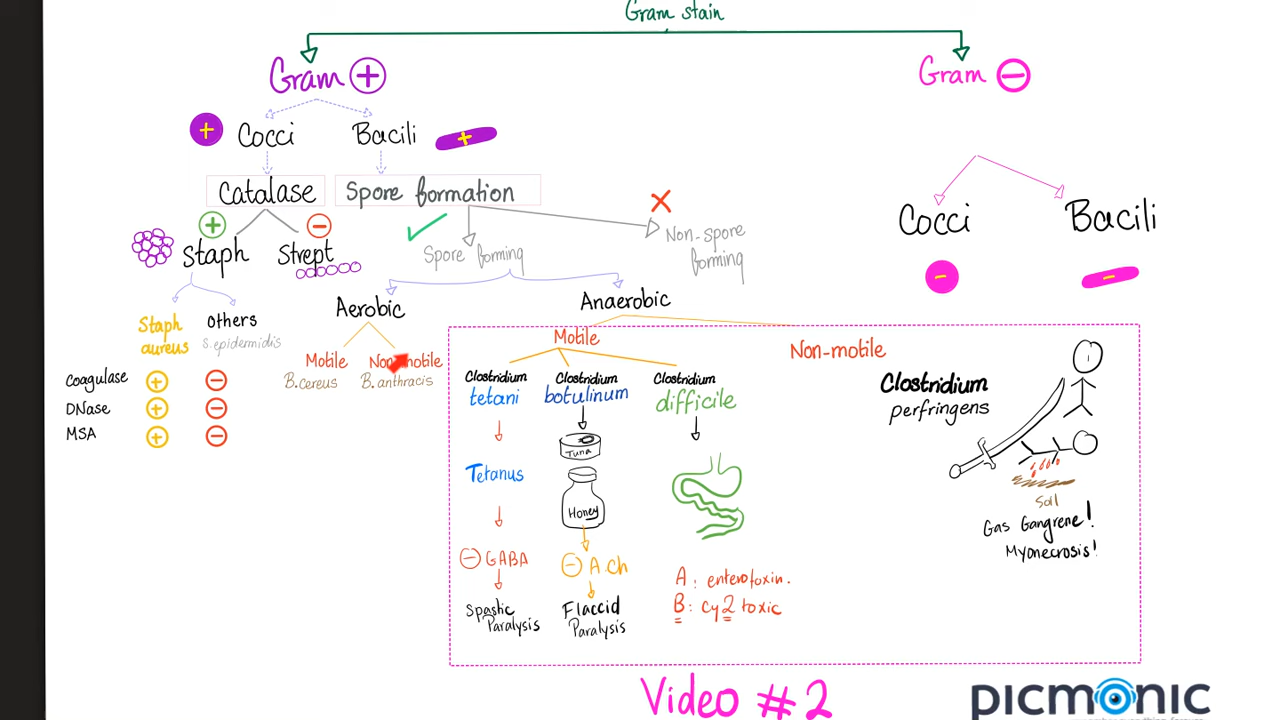 Gram stain
Gram +
Gram −
Cocci
Bacili
+
+
Catalase
Spore formation
+
−
Staph
Strept
Spore forming
Non-spore
forming
Cocci
Bacili
−
−
Aerobic
Anaerobic
Staph
aureus
Others
S.epidermidis
Motile
B.cereus
Non-motile
B.anthracis
Coagulase + −
DNase + −
MSA + −
Motile
Non-motile
Clostridium
tetani
Clostridium
botulinum
Clostridium
difficile
Clostridium
perfringens
Tetanus
Tuna
Honey
− GABA
− A.ch
Spastic
Paralysis
Flaccid
Paralysis
A: enterotoxin.
B: cy2toxic
Soil
Gas Gangrene!
Myonecrosis!
Video #2
picmonic